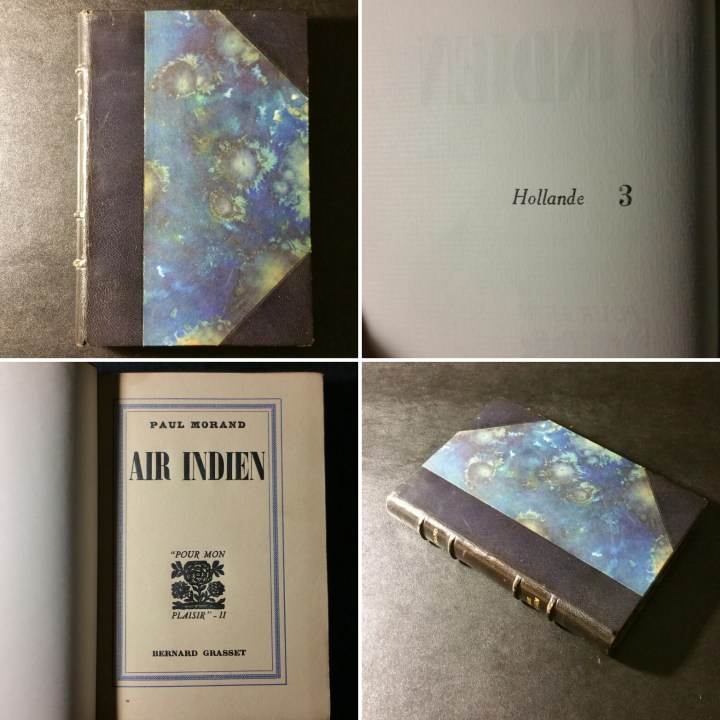 Hollande 3
PAUL MORAND
AIR INDIEN
"POUR MON
PLAISIR" - II
BERNARD GRASSET